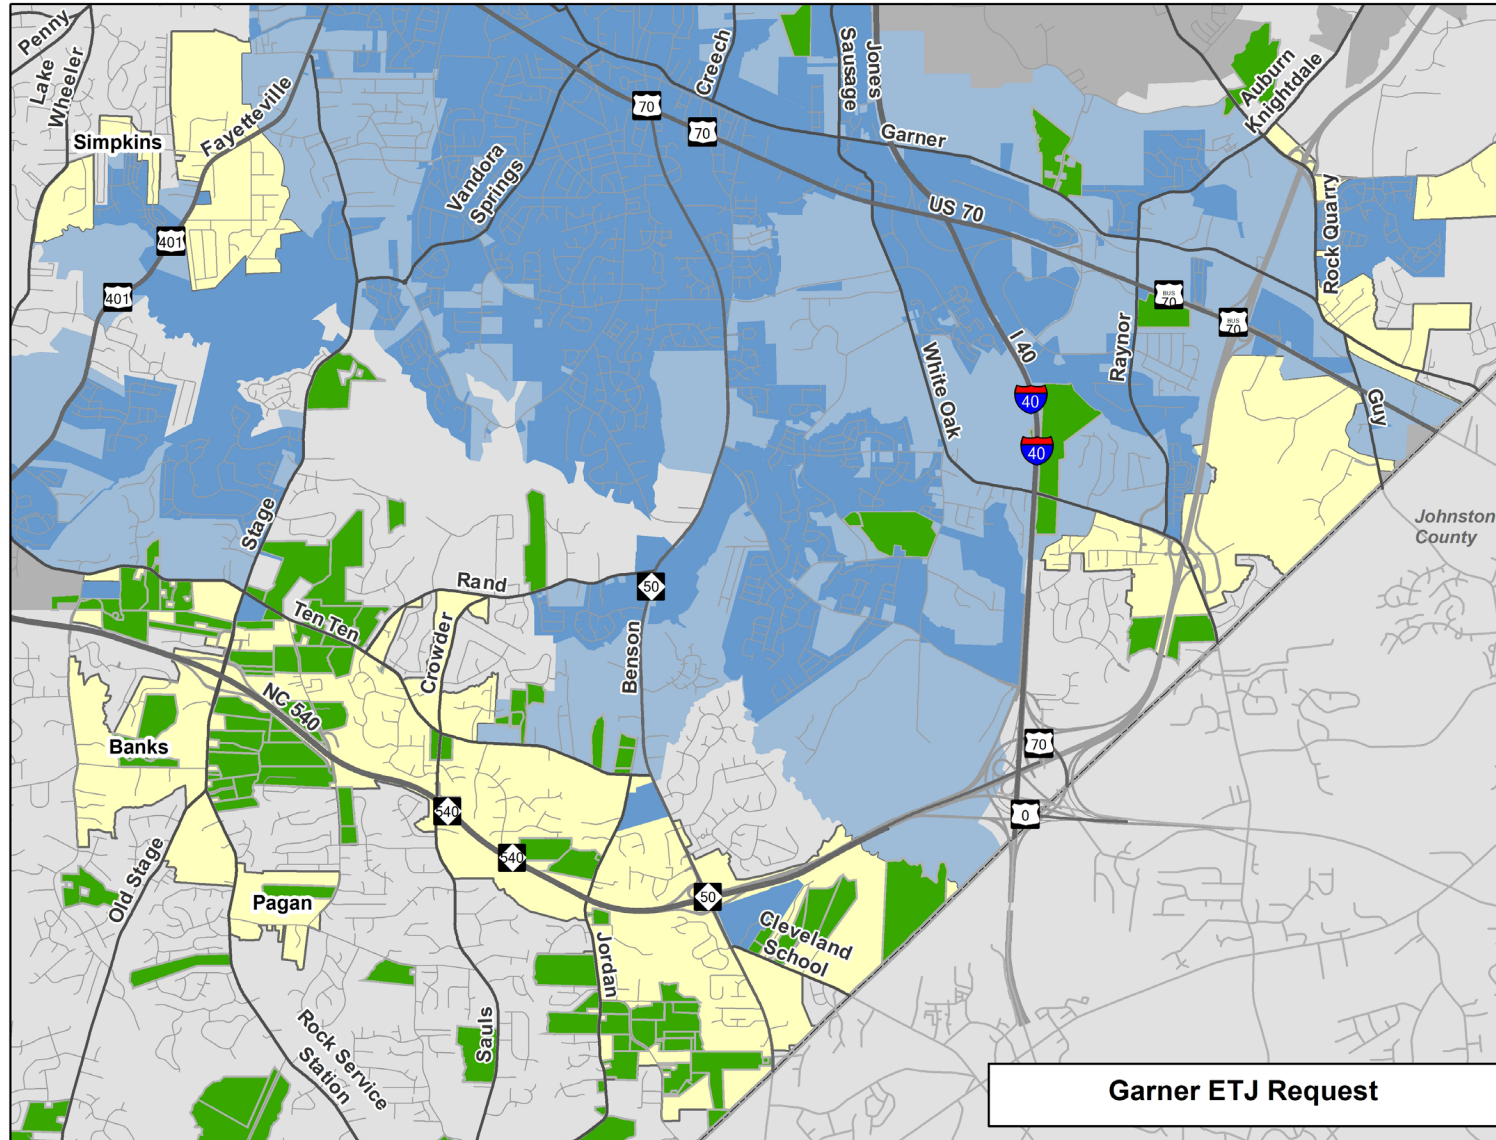 Penny
Lake
Wheeler
Simpkins
Fayetteville
401
401
Vandora
Springs
Creech
70
70
Sausage
Jones
Garner
US 70
Auburn
Knightdale
Rock Quarry
BUS
70
BUS
70
Raynor
I 40
40
40
White Oak
Guy
Johnston
County
Stage
Rand
50
Ten Ten
Crowder
Benson
NC 540
Banks
540
540
70
0
50
Old Stage
Pagan
Cleveland
School
Jordan
Sauls
Rock Service
Station
Garner ETJ Request